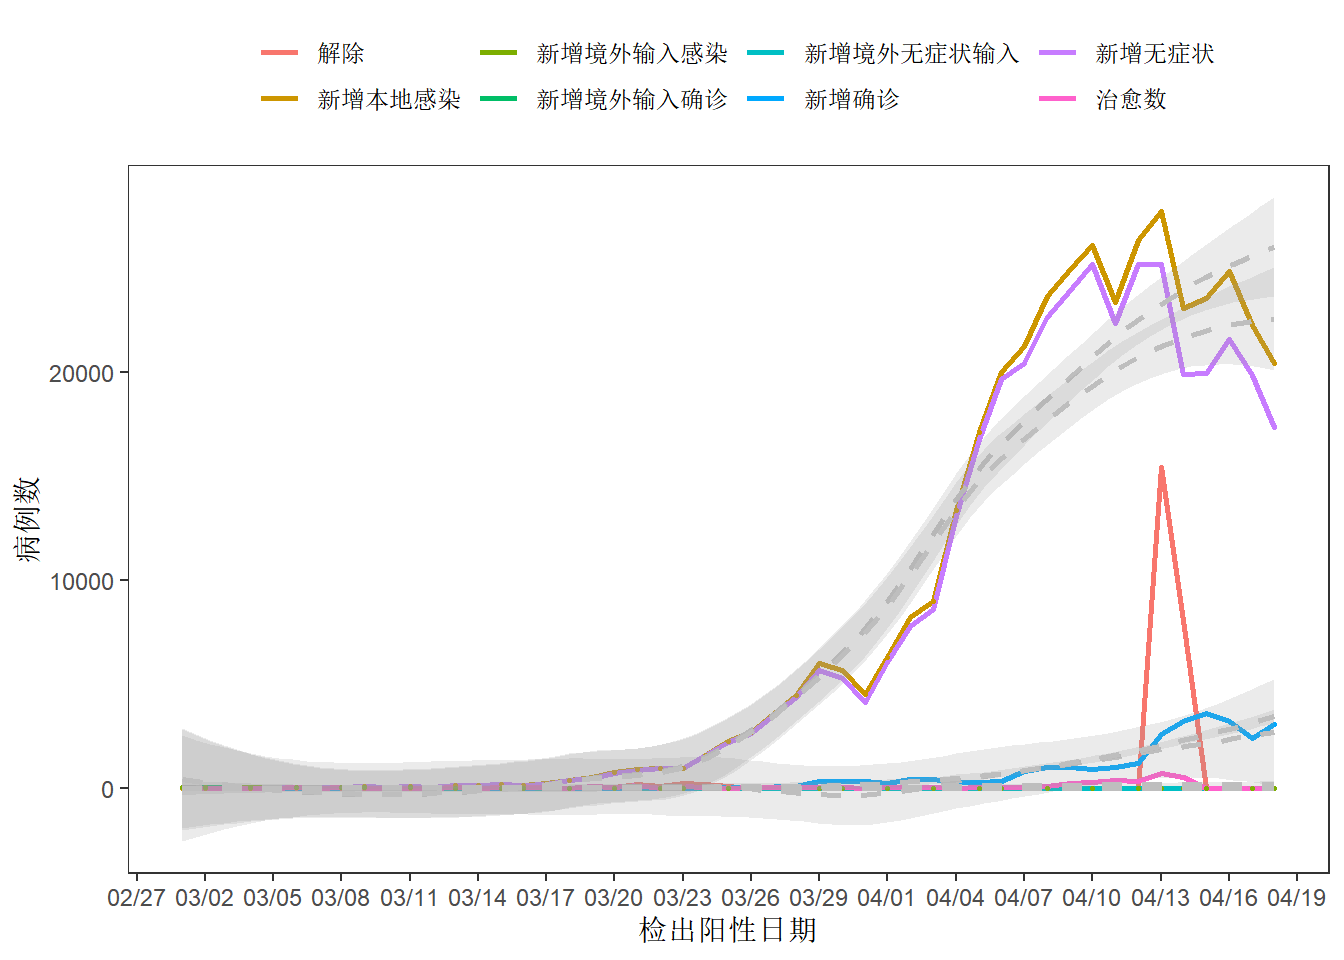 解除 新增境外输入感染 新增境外无症状输入 新增无症状
新增本地感染 新增境外输入确诊 新增确诊 治愈数
病例数
20000
10000
0
02/27 03/02 03/05 03/08 03/11 03/14 03/17 03/20 03/23 03/26 03/29 04/01 04/04 04/07 04/10 04/13 04/16 04/19
检出阳性日期